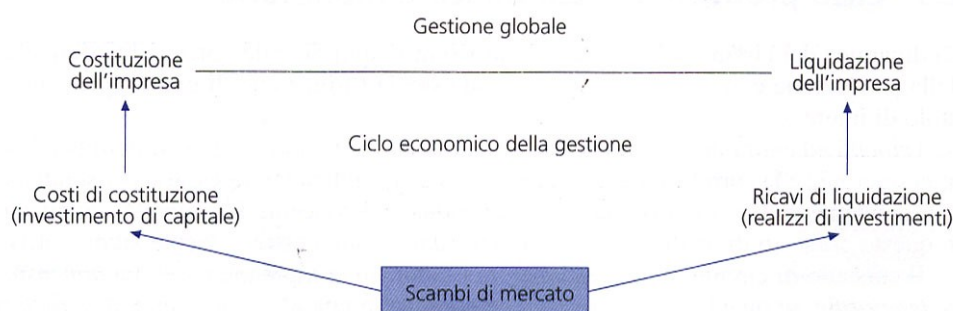 Gestione globale
Costituzione
dell'impresa
Liquidazione
dell'impresa
Ciclo economico della gestione
Costi di costituzione
(investimento di capitale)
Ricavi di liquidazione
(realizzi di investimenti)
Scambi di mercato